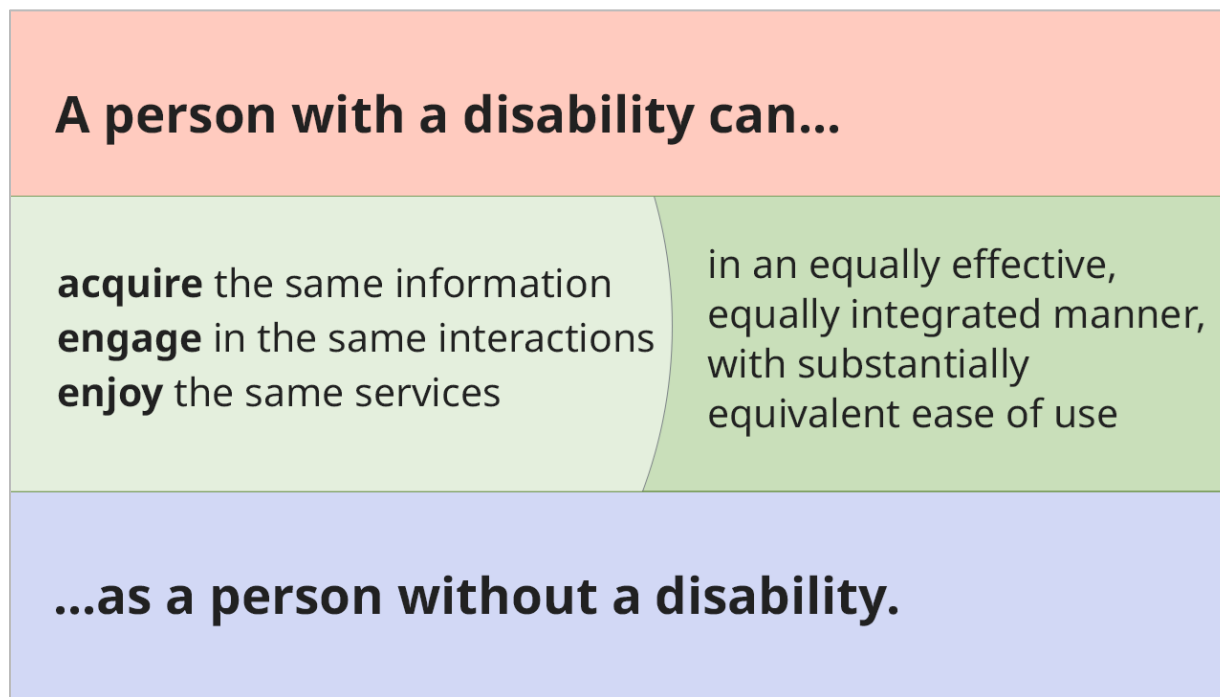 A person with a disability can...
acquire the same information
engage in the same interactions
enjoy the same services
in an equally effective,
equally integrated manner,
with substantially
equivalent ease of use
...as a person without a disability.